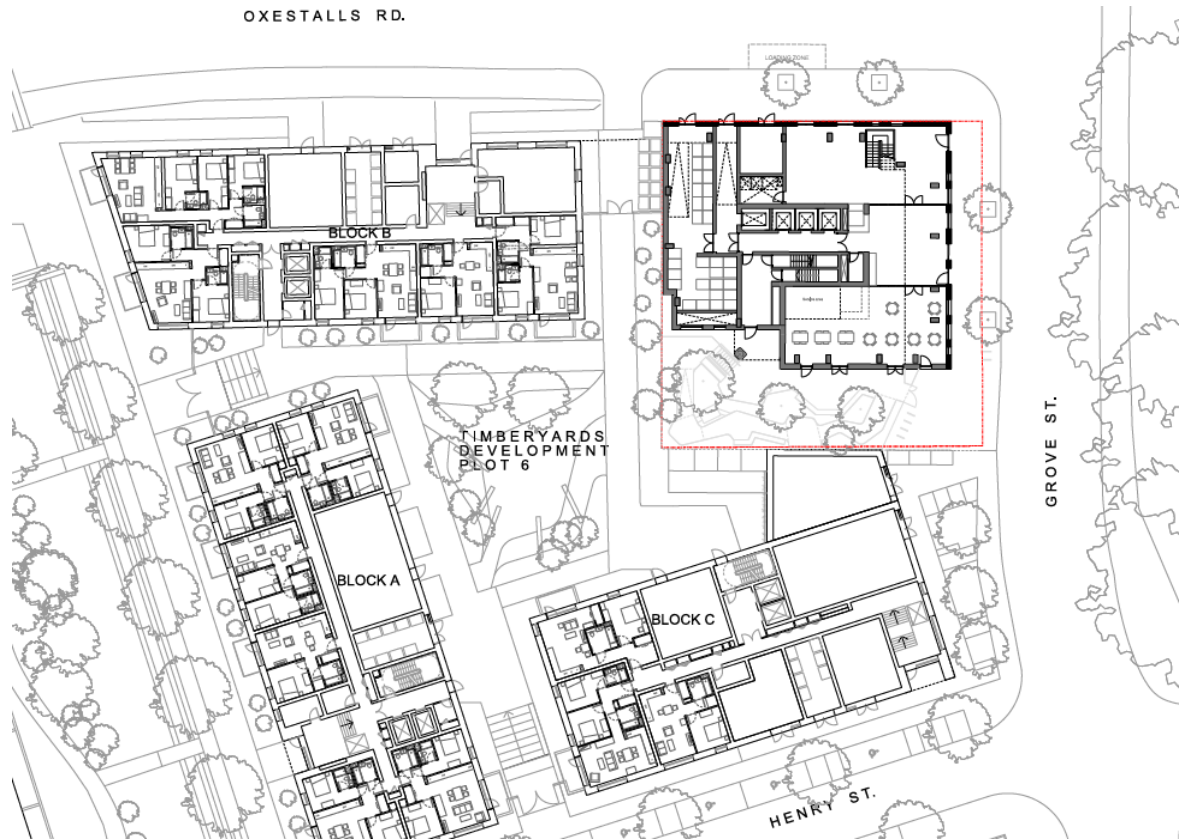 OXESTALLS RD.
LOADING ZONE
BLOCK B
TIMBERYARDS
DEVELOPMENT
PLOT 6
GROVE ST.
BLOCK A
BLOCK C
HENRY ST.